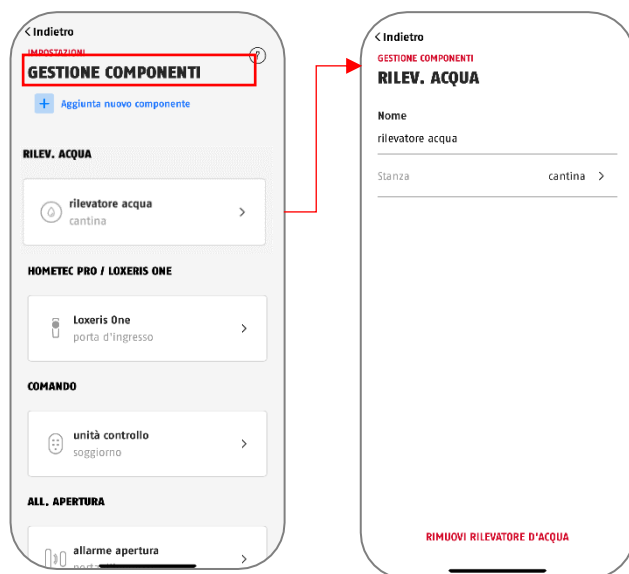 Indietro
IMPOSTAZIONI
GESTIONE COMPONENTI
?
+ Aggiunta nuovo componente
RILEV. ACQUA
rilevatore acqua
cantina
HOMETEC PRO / LOXERIS ONE
Loxeris One
porta d'ingresso
COMANDO
unità controllo
soggiorno
ALL. APERTURA
allarme apertura
Indietro
GESTIONE COMPONENTI
RILEV. ACQUA
Nome
rilevatore acqua
Stanza cantina
RIMUOVI RILEVATORE D'ACQUA